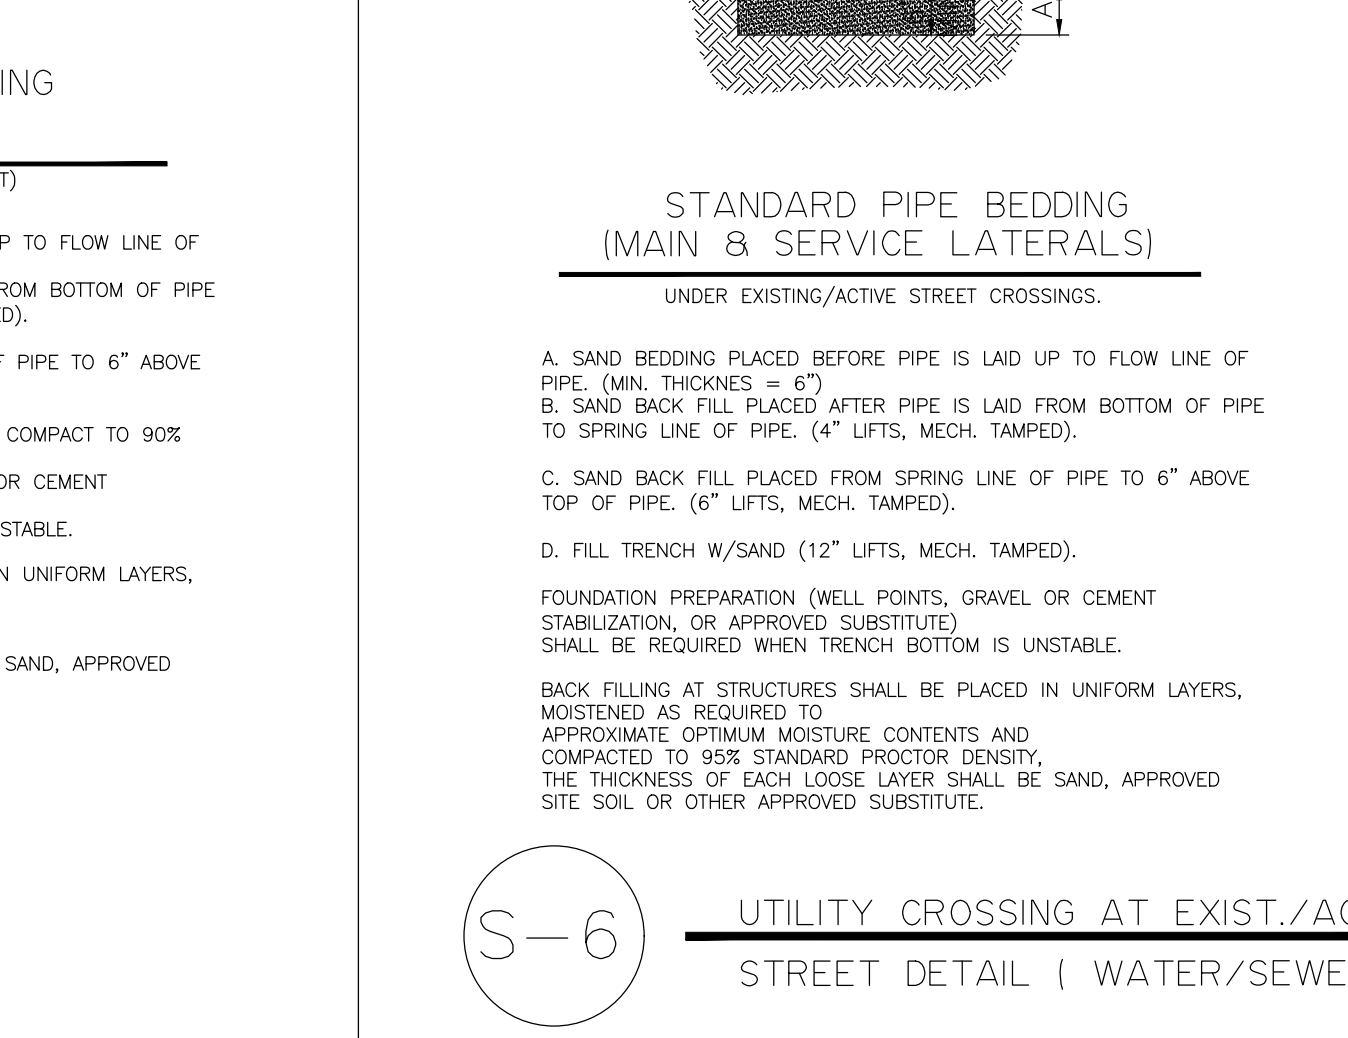 ING
T)
P TO FLOW LINE OF
ROM BOTTOM OF PIPE
ED).
F PIPE TO 6" ABOVE
COMPACT TO 90%
OR CEMENT
STABLE.
N UNIFORM LAYERS,
SAND, APPROVED
A
STANDARD PIPE BEDDING
(MAIN & SERVICE LATERALS)
UNDER EXISTING/ACTIVE STREET CROSSINGS.
A. SAND BEDDING PLACED BEFORE PIPE IS LAID UP TO FLOW LINE OF
PIPE. (MIN. THICKNES = 6")
B. SAND BACK FILL PLACED AFTER PIPE IS LAID FROM BOTTOM OF PIPE
TO SPRING LINE OF PIPE. (4" LIFTS, MECH. TAMPED).
C. SAND BACK FILL PLACED FROM SPRING LINE OF PIPE TO 6" ABOVE
TOP OF PIPE. (6" LIFTS, MECH. TAMPED).
D. FILL TRENCH W/SAND (12" LIFTS, MECH. TAMPED).
FOUNDATION PREPARATION (WELL POINTS, GRAVEL OR CEMENT
STABILIZATION, OR APPROVED SUBSTITUTE)
SHALL BE REQUIRED WHEN TRENCH BOTTOM IS UNSTABLE.
BACK FILLING AT STRUCTURES SHALL BE PLACED IN UNIFORM LAYERS,
MOISTENED AS REQUIRED TO
APPROXIMATE OPTIMUM MOISTURE CONTENTS AND
COMPACTED TO 95% STANDARD PROCTOR DENSITY,
THE THICKNESS OF EACH LOOSE LAYER SHALL BE SAND, APPROVED
SITE SOIL OR OTHER APPROVED SUBSTITUTE.
S-6
UTILITY CROSSING AT EXIST./AC
STREET DETAIL ( WATER/SEWE